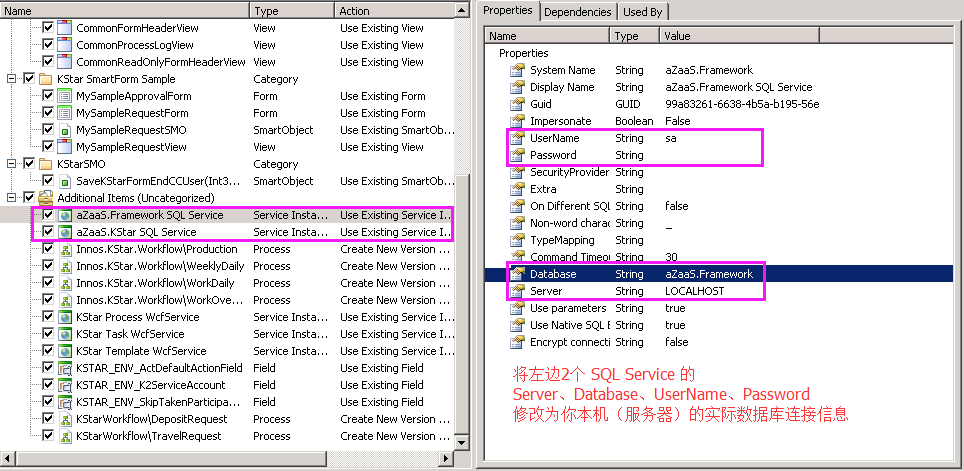 Name Type Action
CommonFormHeaderView View Use Existing View
CommonProcessLogView View Use Existing View
CommonReadOnlyFormHeaderView View Use Existing View
KStar SmartForm Sample Category
MySampleApprovalForm Form Use Existing Form
MySampleRequestForm Form Use Existing Form
MySampleRequestSMO SmartObject Use Existing SmartOb...
MySampleRequestView View Use Existing View
KStarSMO Category
SaveKStarFormEndCCUser(Int3... SmartObject Use Existing SmartOb...
Additional Items (Uncategorized)
aZaaS.Framework SQL Service Service Insta... Use Existing Service I...
aZaaS.KStar SQL Service Service Insta... Use Existing Service I...
Innos.KStar.Workflow\Production Process Create New Version ...
Innos.KStar.Workflow\WeeklyDaily Process Create New Version ...
Innos.KStar.Workflow\WorkDaily Process Create New Version ...
Innos.KStar.Workflow\WorkOve... Process Create New Version ...
KStar Process WcfService Service Insta... Use Existing Service I...
KStar Task WcfService Service Insta... Use Existing Service I...
KStar Template WcfService Service Insta... Use Existing Service I...
KSTAR_ENV_ActDefaultActionField Field Use Existing Field
KSTAR_ENV_K2ServiceAccount Field Use Existing Field
KSTAR_ENV_SkipTakenParticipa... Field Use Existing Field
KStarWorkflow\DepositRequest Process Create New Version ...
KStarWorkflow\TravelRequest Process Create New Version ...
Properties Dependencies Used By
Name Type Value
Properties
System Name String aZaaS.Framework
Display Name String aZaaS.Framework SQL Service
Guid GUID 99a83261-6638-4b5a-b195-56e
Impersonate Boolean False
UserName String sa
Password String
SecurityProvider String
Extra String
On Different SQL String false
Non-word charac String _
TypeMapping String
Command Timeou String 30
Database String aZaaS.Framework
Server String LOCALHOST
Use parameters String true
Use Native SQL E String true
Encrypt connecti String false
将左边2个 SQL Service 的
Server、Database、UserName、Password
修改为你本机（服务器）的实际数据库连接信息